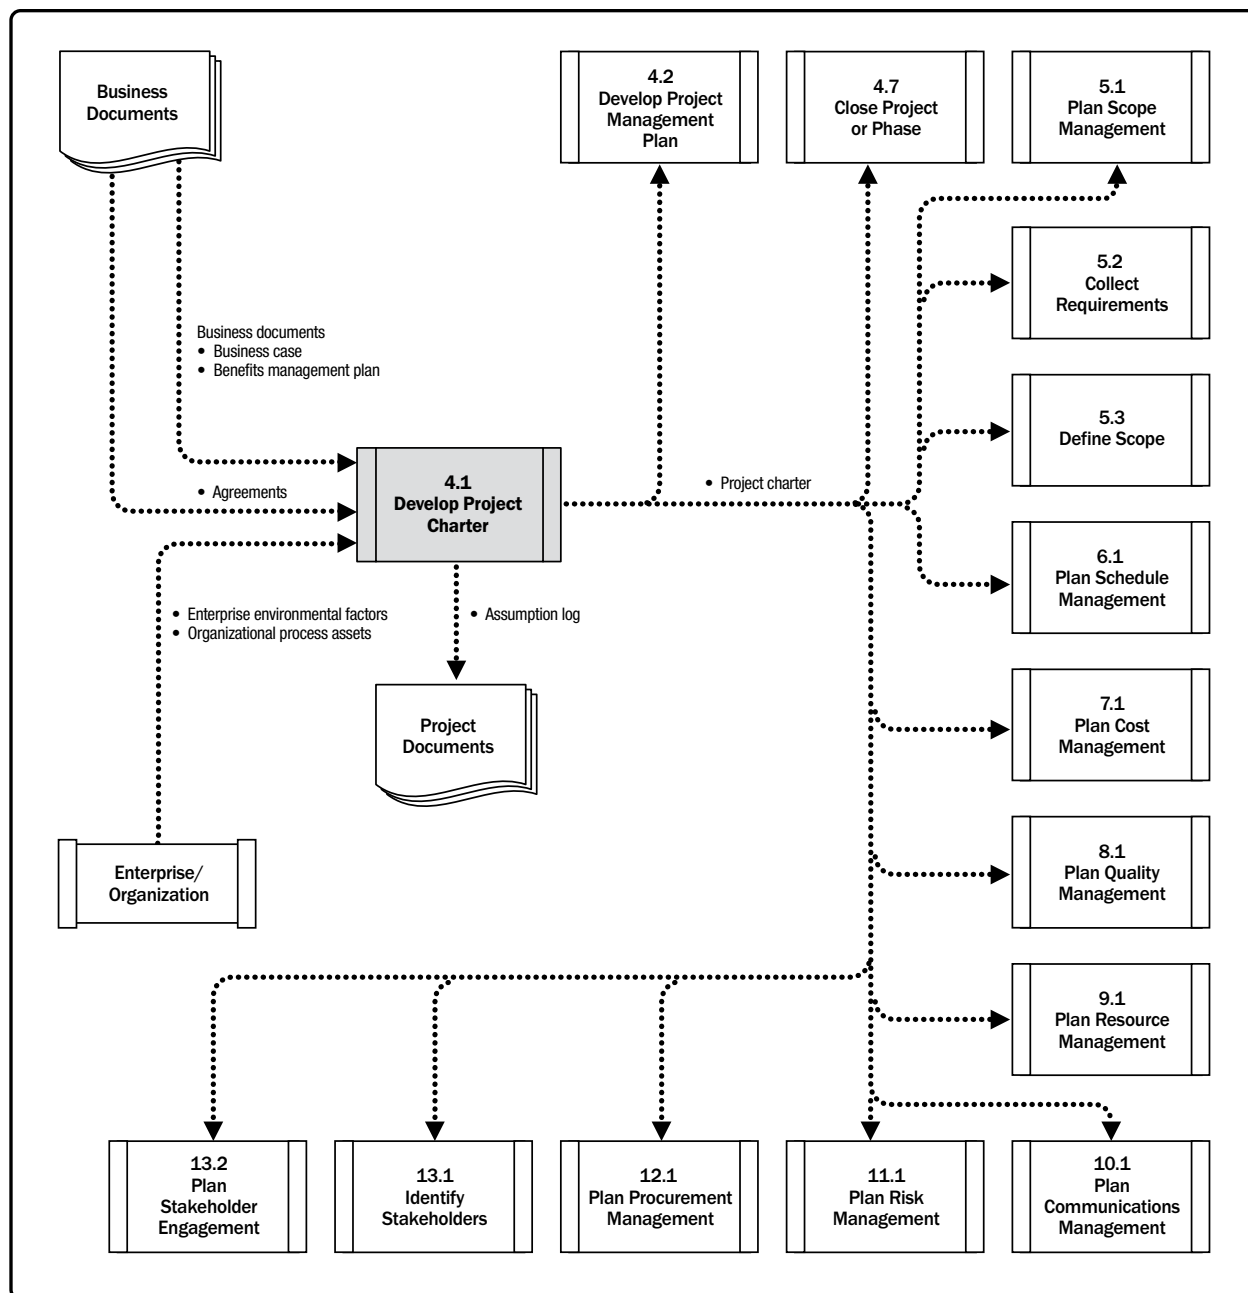 Business
Documents
4.2
Develop Project
Management
Plan
4.7
Close Project
or Phase
5.1
Plan Scope
Management
5.2
Collect
Requirements
Business documents
• Business case
• Benefits management plan
5.3
Define Scope
4.1
Develop Project
Charter
• Agreements
• Project charter
6.1
Plan Schedule
Management
• Enterprise environmental factors
• Organizational process assets
• Assumption log
Project
Documents
7.1
Plan Cost
Management
Enterprise/
Organization
8.1
Plan Quality
Management
9.1
Plan Resource
Management
13.2
Plan
Stakeholder
Engagement
13.1
Identify
Stakeholders
12.1
Plan Procurement
Management
11.1
Plan Risk
Management
10.1
Plan
Communications
Management